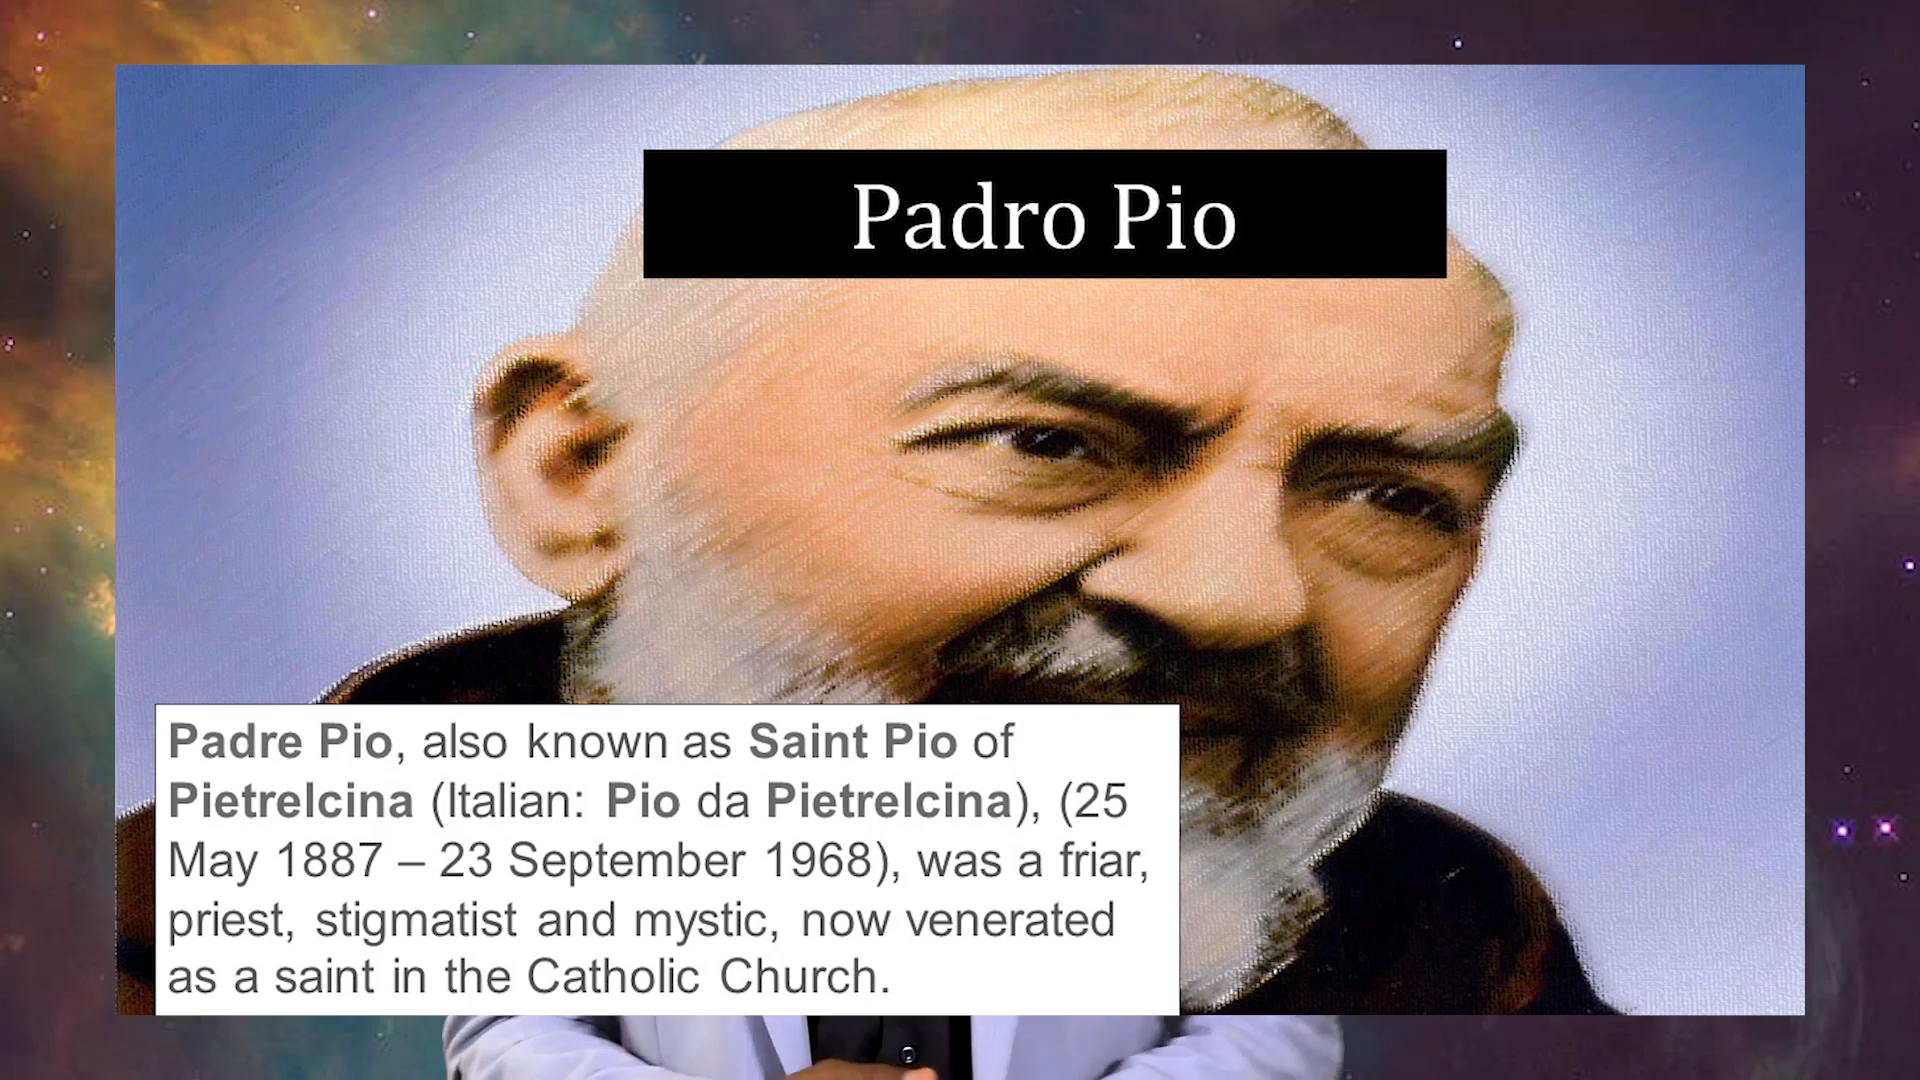 Padro Pio
Padre Pio, also known as Saint Pio of
Pietrelcina (Italian: Pio da Pietrelcina), (25
May 1887 – 23 September 1968), was a friar,
priest, stigmatist and mystic, now venerated
as a saint in the Catholic Church.